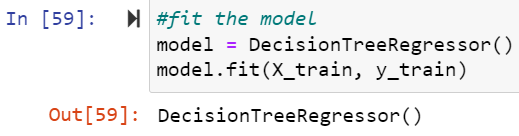 In [59]:
#fit the model
model = DecisionTreeRegressor()
model.fit(X_train, y_train)
Out[59]: DecisionTreeRegressor()